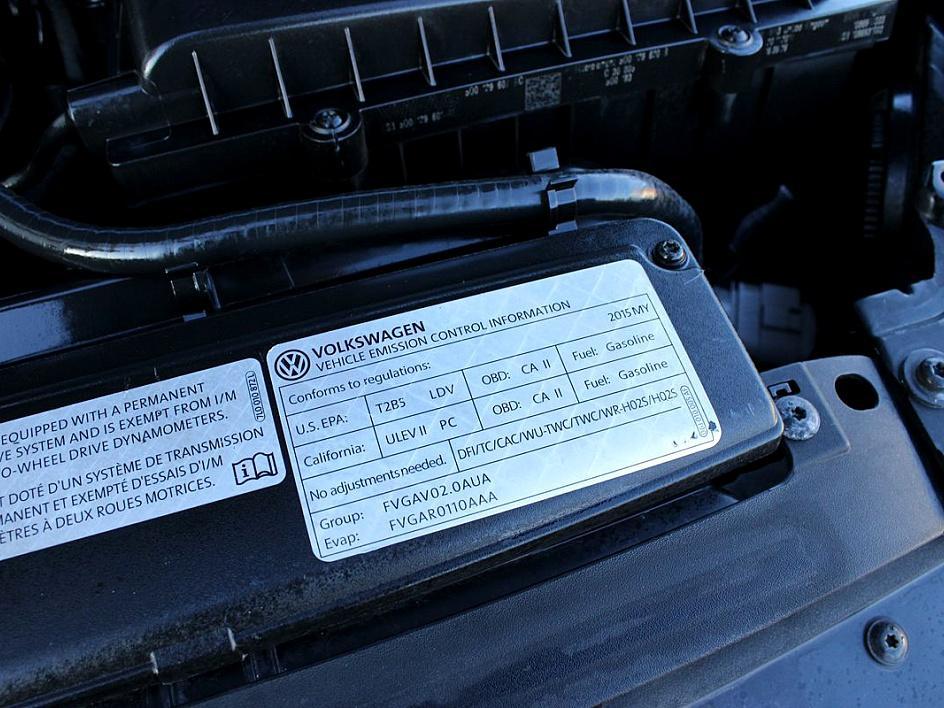 VOLKSWAGEN
VEHICLE EMISSION CONTROL INFORMATION
2015 MY
Conforms to regulations:
U.S. EPA: T2B5 LDV OBD: CA II Fuel: Gasoline
California: ULEV II PC OBD: CA II Fuel: Gasoline
No adjustments needed. DFI/TC/CAC/WU-TWC/TWC/WR-HO2S/HO2S
Group: FVGAV02.0AUA
Evap: FVGAR0110AAA
EQUIPPED WITH A PERMANENT
VE SYSTEM AND IS EXEMPT FROM I/M
O-WHEEL DRIVE DYNAMOMETERS.
T DOTÉ D'UN SYSTÈME DE TRANSMISSION
MANENT ET EXEMPTÉ D'ESSAIS D'I/M
ÈTRES À DEUX ROUES MOTRICES.